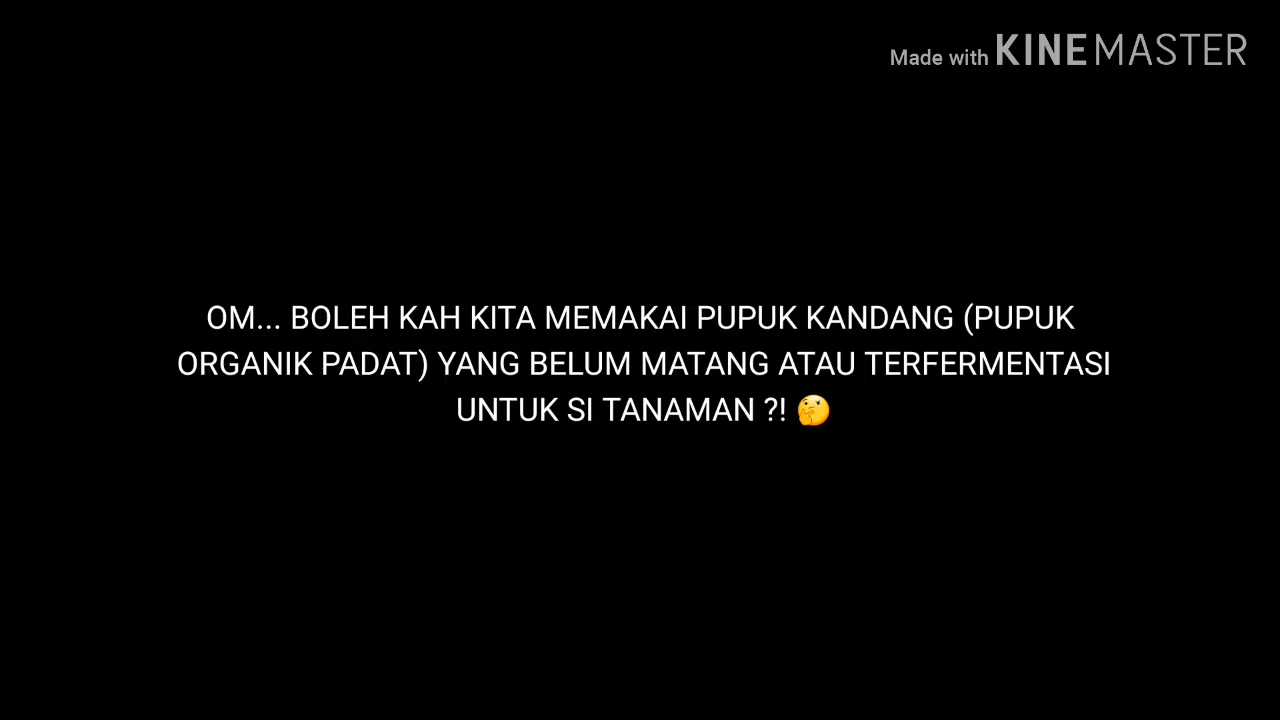 Made with KINEMASTER
OM... BOLEH KAH KITA MEMAKAI PUPUK KANDANG (PUPUK
ORGANIK PADAT) YANG BELUM MATANG ATAU TERFERMENTASI
UNTUK SI TANAMAN ?! 🤔